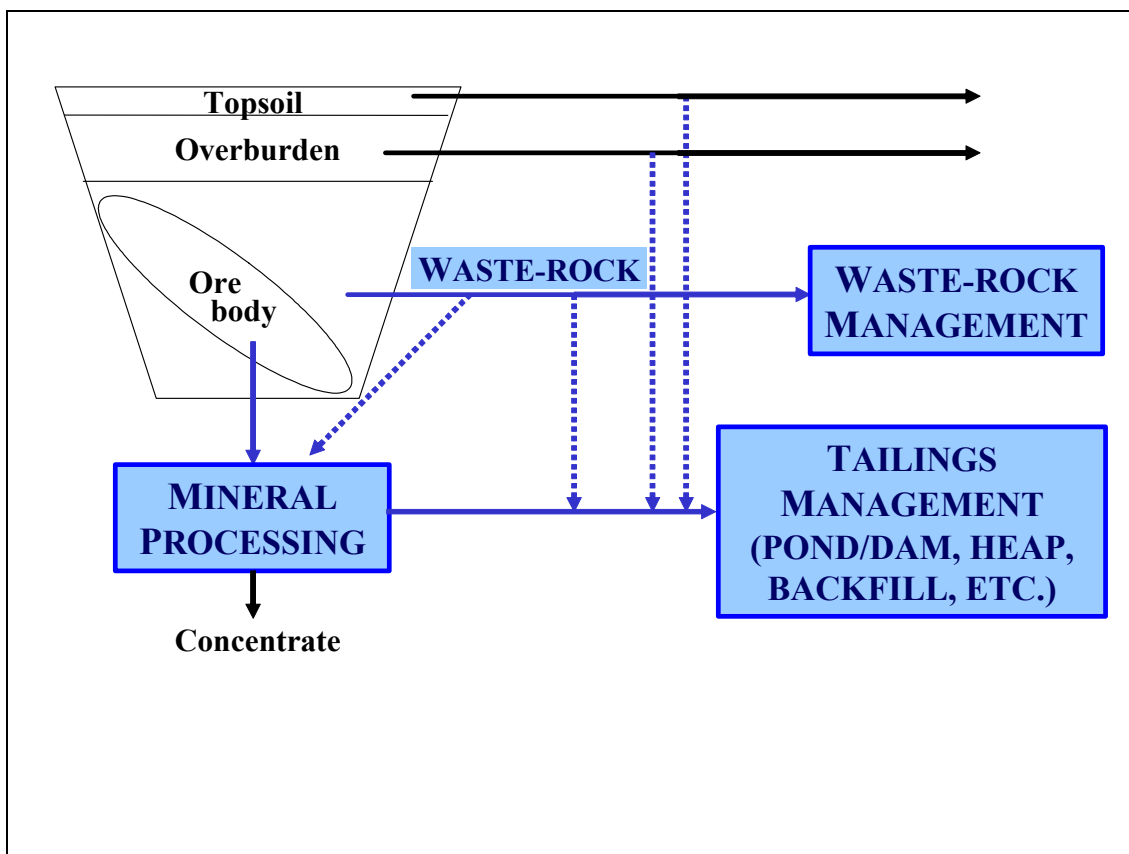 Topsoil
Overburden
Ore
body
WASTE-ROCK
WASTE-ROCK
MANAGEMENT
MINERAL
PROCESSING
TAILINGS
MANAGEMENT
(POND/DAM, HEAP,
BACKFILL, ETC.)
Concentrate